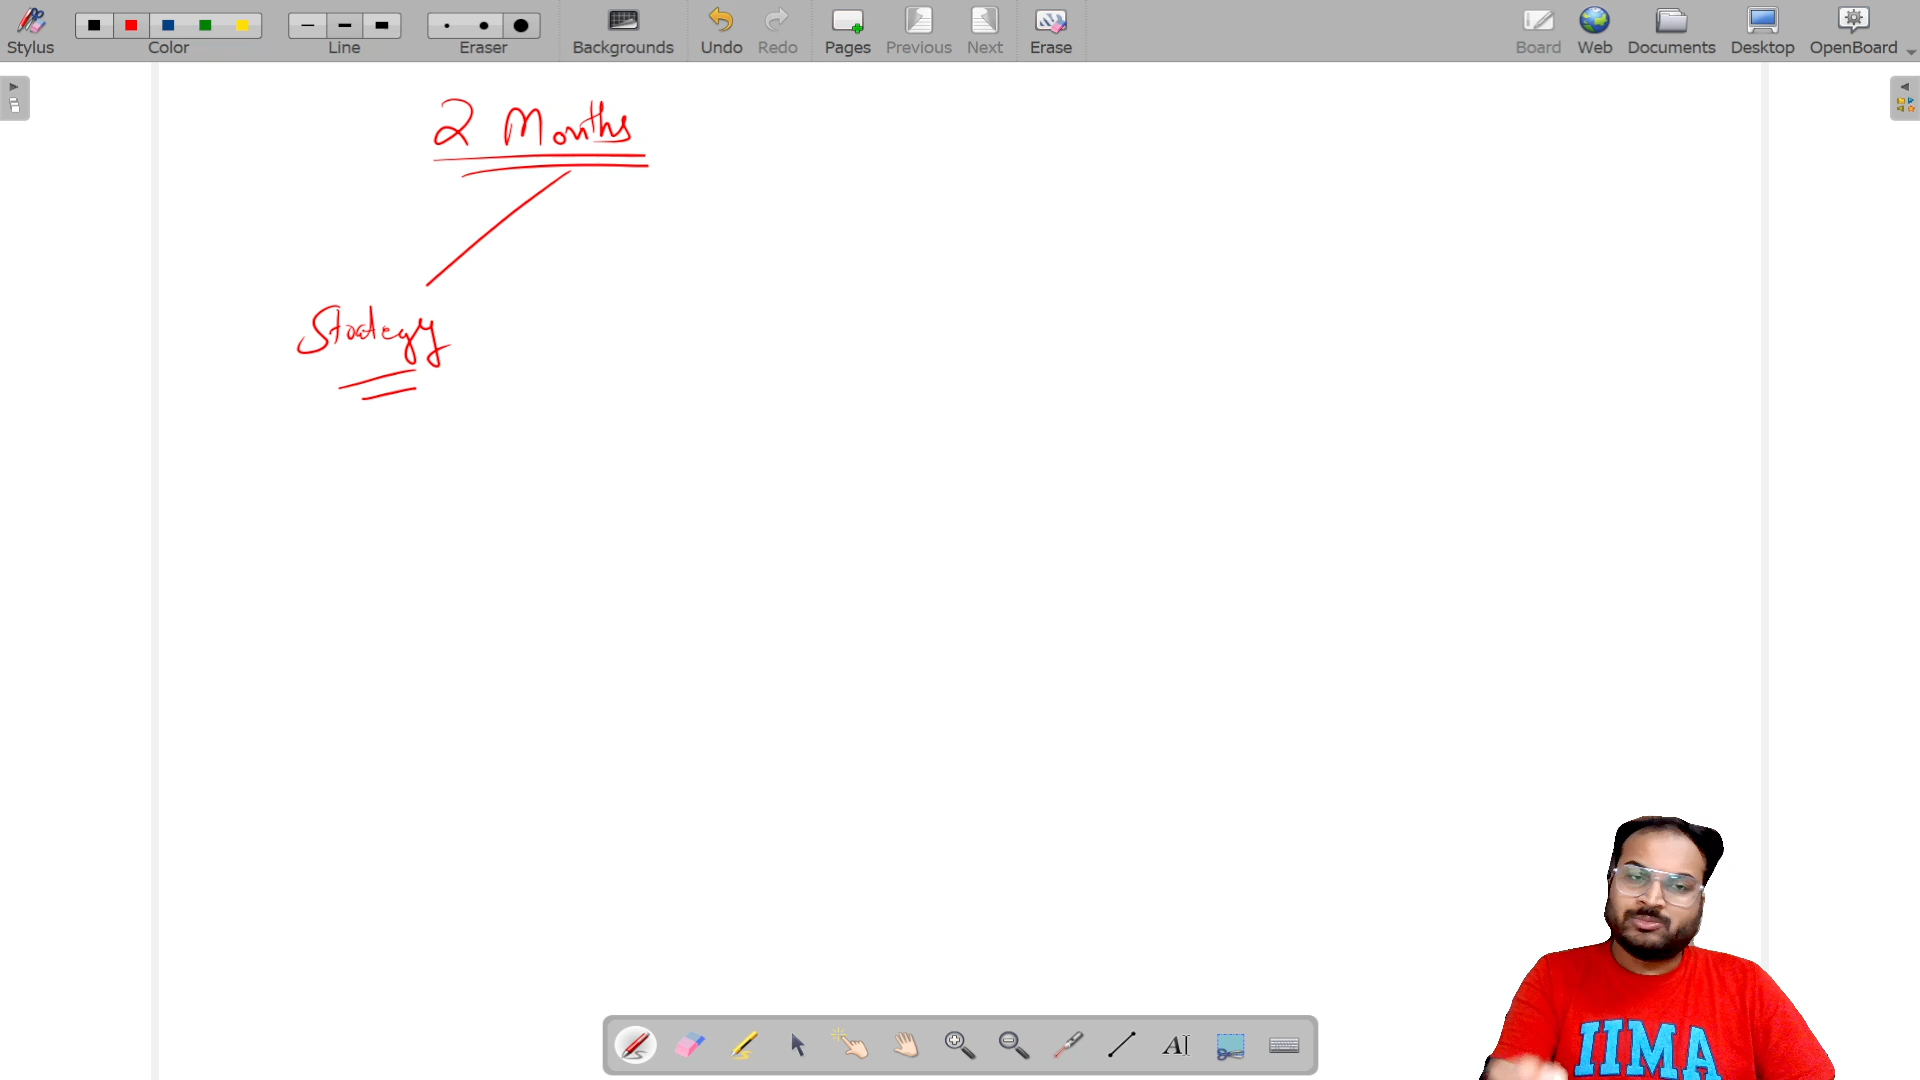 Stylus
Color
Line
Eraser
Backgrounds
Undo
Redo
Pages
Previous
Next
Erase
Board
Web
Documents
Desktop
OpenBoard
2 Months
Strategy
AI
IIMA